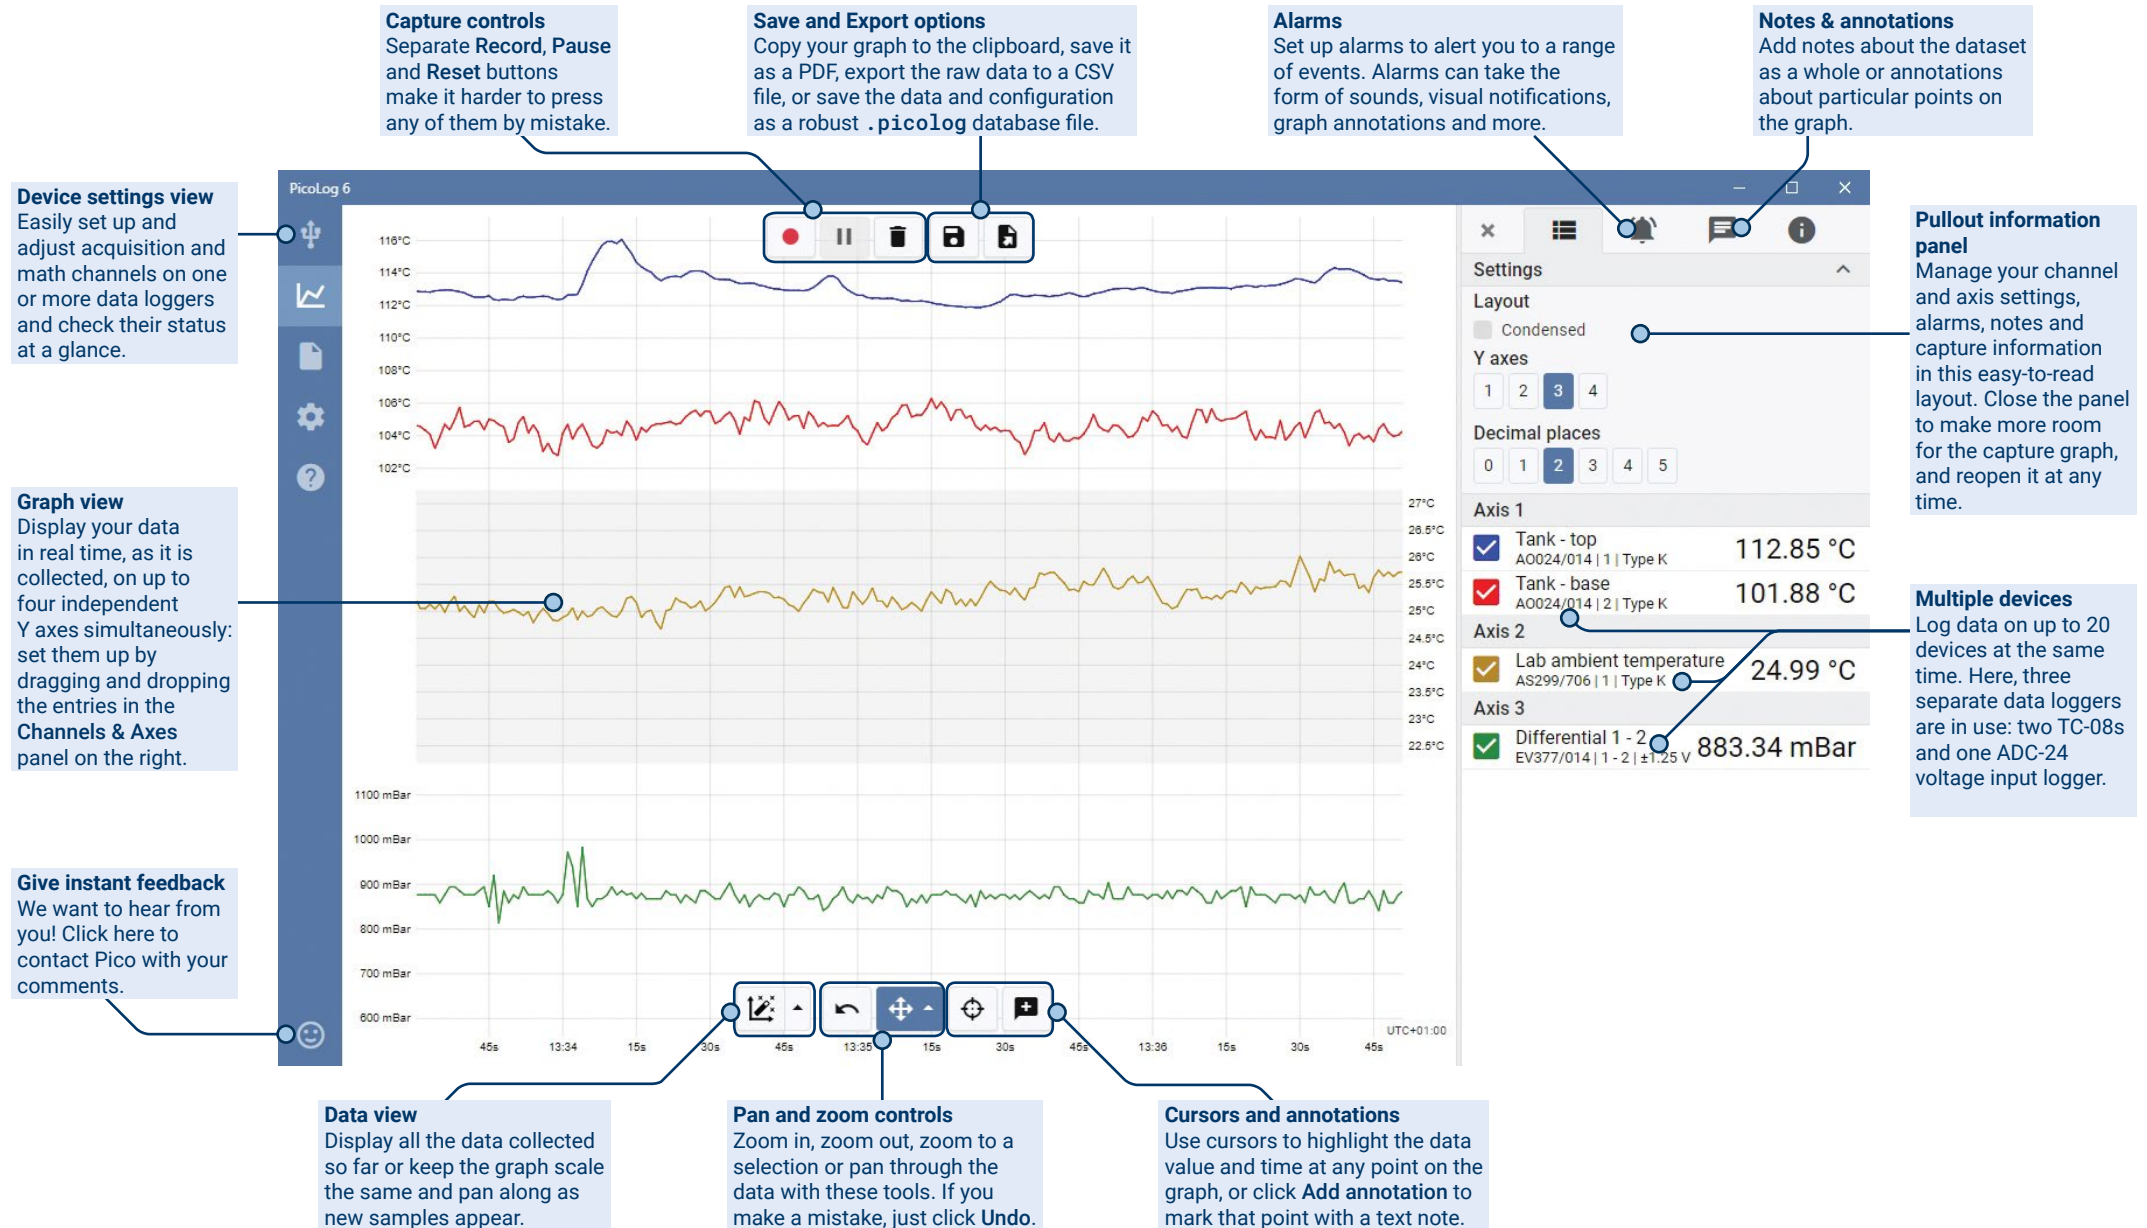 Capture controls
Separate Record, Pause
and Reset buttons
make it harder to press
any of them by mistake.
Save and Export options
Copy your graph to the clipboard, save it
as a PDF, export the raw data to a CSV
file, or save the data and configuration
as a robust .picolog database file.
Alarms
Set up alarms to alert you to a range
of events. Alarms can take the
form of sounds, visual notifications,
graph annotations and more.
Notes & annotations
Add notes about the dataset
as a whole or annotations
about particular points on
the graph.
Device settings view
Easily set up and
adjust acquisition and
math channels on one
or more data loggers
and check their status
at a glance.
Graph view
Display your data
in real time, as it is
collected, on up to
four independent
Y axes simultaneously:
set them up by
dragging and dropping
the entries in the
Channels & Axes
panel on the right.
Give instant feedback
We want to hear from
you! Click here to
contact Pico with your
comments.
PicoLog 6
116°C
114°C
112°C
110°C
108°C
106°C
104°C
102°C
27°C
26.5°C
26°C
25.5°C
25°C
24.5°C
24°C
23.5°C
23°C
22.5°C
1100 mBar
1000 mBar
900 mBar
800 mBar
700 mBar
600 mBar
UTC+01:00
45s 13:34 15s 30s 45s 13:35 15s 30s 45s 13:36 15s 30s 45s
Settings
Layout
Condensed
Y axes
1 2 3 4
Decimal places
0 1 2 3 4 5
Axis 1
Tank - top 112.85 °C
AO024/014 | 1 | Type K
Tank - base 101.88 °C
AO024/014 | 2 | Type K
Axis 2
Lab ambient temperature 24.99 °C
AS299/706 | 1 | Type K
Axis 3
Differential 1 - 2 883.34 mBar
EV377/014 | 1 - 2 | ±1.25 V
Pullout information
panel
Manage your channel
and axis settings,
alarms, notes and
capture information
in this easy-to-read
layout. Close the panel
to make more room
for the capture graph,
and reopen it at any
time.
Multiple devices
Log data on up to 20
devices at the same
time. Here, three
separate data loggers
are in use: two TC-08s
and one ADC-24
voltage input logger.
Data view
Display all the data collected
so far or keep the graph scale
the same and pan along as
new samples appear.
Pan and zoom controls
Zoom in, zoom out, zoom to a
selection or pan through the
data with these tools. If you
make a mistake, just click Undo.
Cursors and annotations
Use cursors to highlight the data
value and time at any point on the
graph, or click Add annotation to
mark that point with a text note.